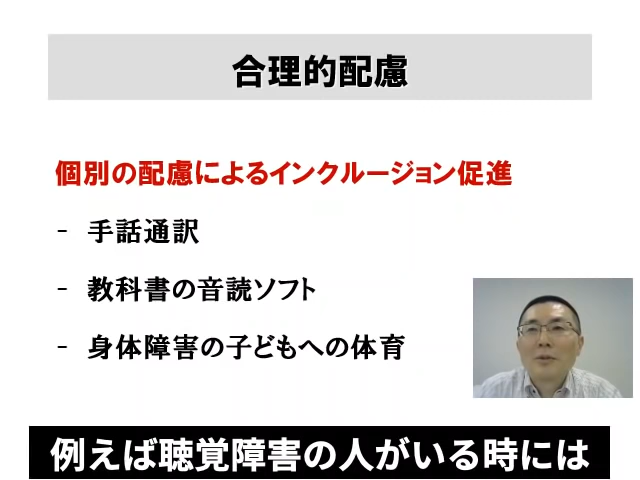 合理的配慮
個別の配慮によるインクルージョン促進
- 手話通訳
- 教科書の音読ソフト
- 身体障害の子どもへの体育
例えば聴覚障害の人がいる時には